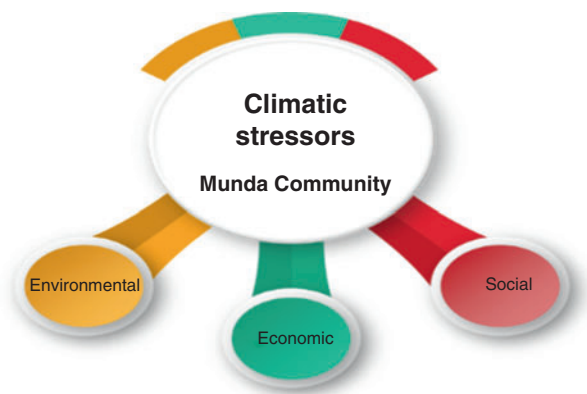 Climatic
stressors
Munda Community
Environmental
Economic
Social